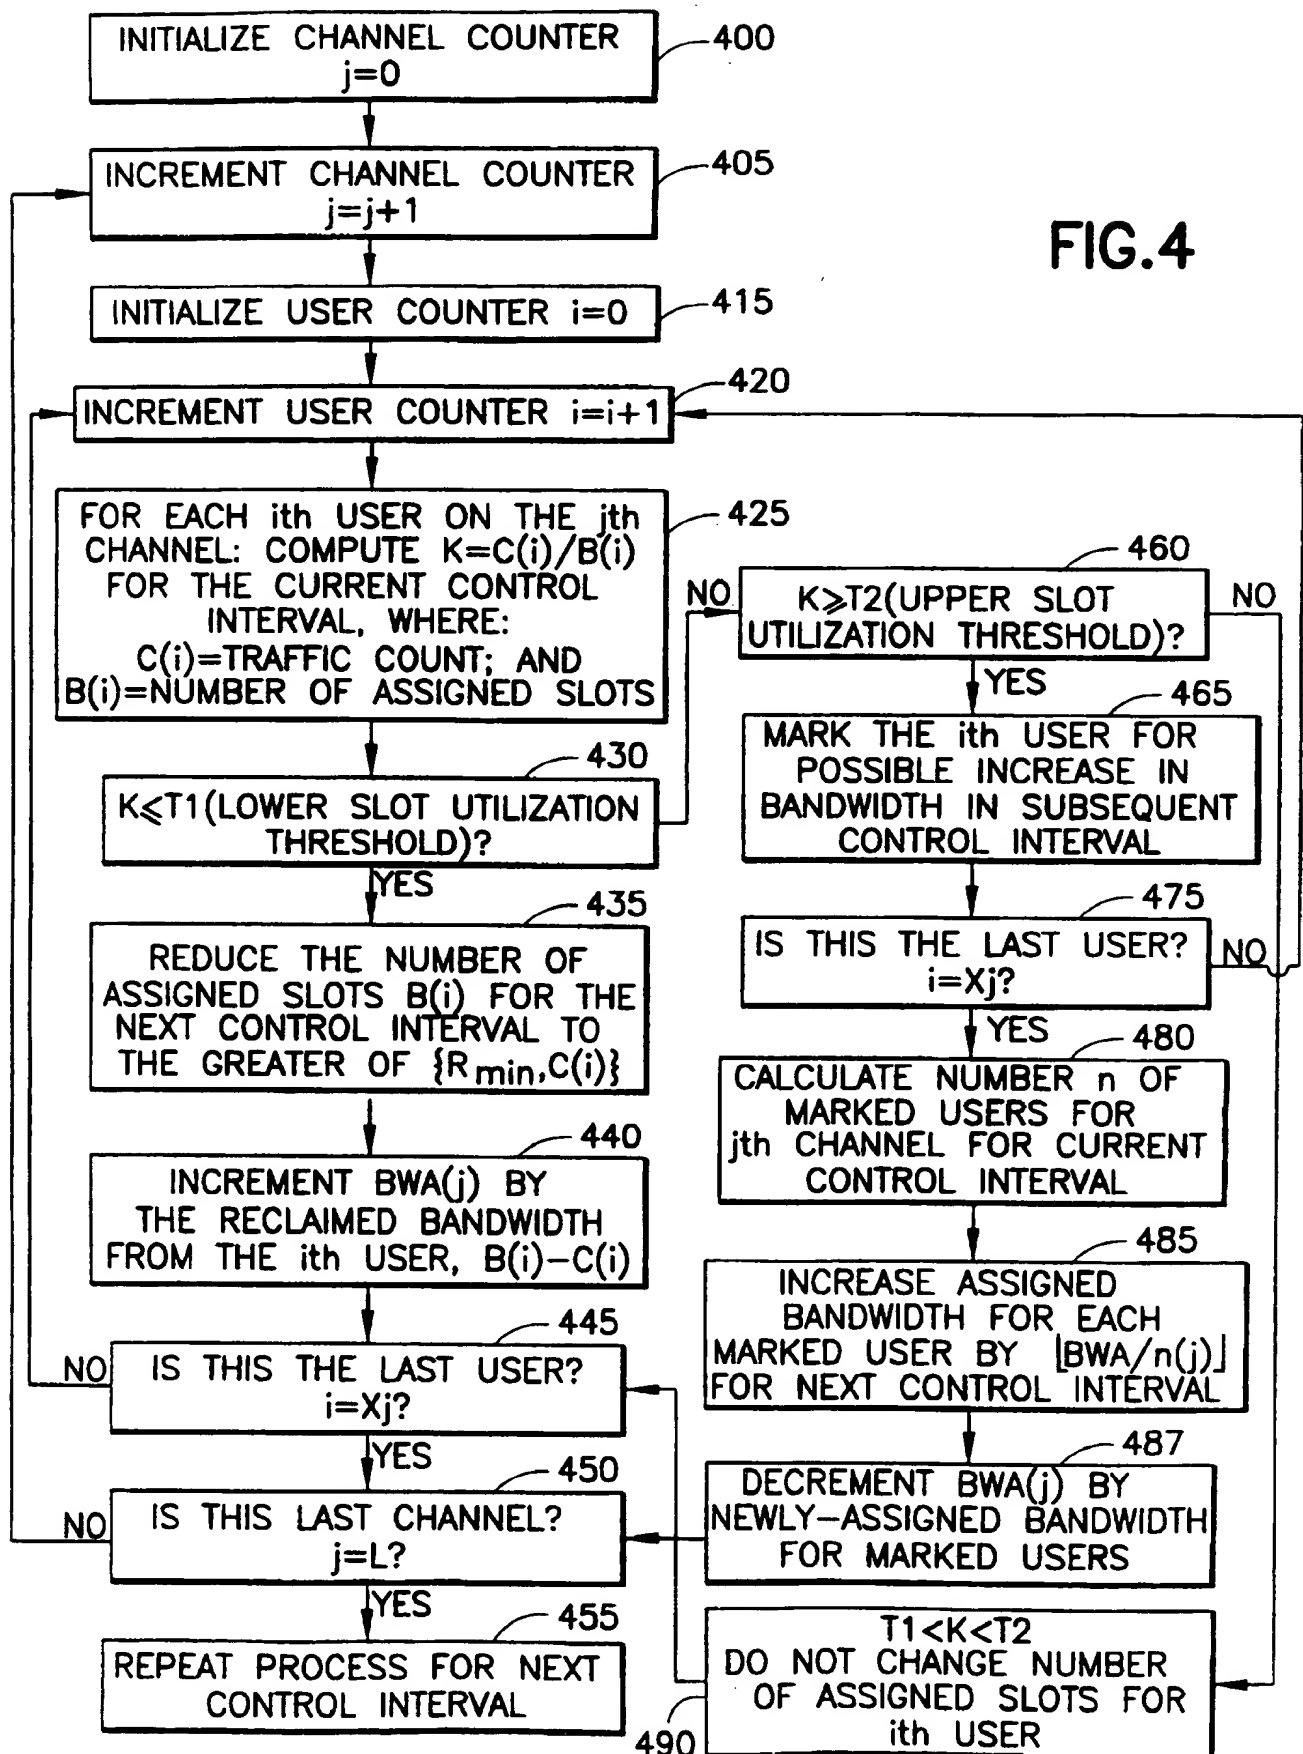 INITIALIZE CHANNEL COUNTER
j=0
400
INCREMENT CHANNEL COUNTER
j=j+1
405
FIG.4
INITIALIZE USER COUNTER i=0
415
INCREMENT USER COUNTER i=i+1
420
FOR EACH ith USER ON THE jth
CHANNEL: COMPUTE K=C(i)/B(i)
FOR THE CURRENT CONTROL
INTERVAL, WHERE:
C(i)=TRAFFIC COUNT; AND
B(i)=NUMBER OF ASSIGNED SLOTS
425
K⩽T1(LOWER SLOT UTILIZATION
THRESHOLD)?
430
NO
YES
REDUCE THE NUMBER OF
ASSIGNED SLOTS B(i) FOR THE
NEXT CONTROL INTERVAL TO
THE GREATER OF {Rmin,C(i)}
435
INCREMENT BWA(j) BY
THE RECLAIMED BANDWIDTH
FROM THE ith USER, B(i)-C(i)
440
IS THIS THE LAST USER?
i=Xj?
445
NO
YES
IS THIS LAST CHANNEL?
j=L?
450
NO
YES
REPEAT PROCESS FOR NEXT
CONTROL INTERVAL
455
K⩾T2(UPPER SLOT
UTILIZATION THRESHOLD)?
460
NO
YES
MARK THE ith USER FOR
POSSIBLE INCREASE IN
BANDWIDTH IN SUBSEQUENT
CONTROL INTERVAL
465
IS THIS THE LAST USER?
i=Xj?
475
NO
YES
CALCULATE NUMBER n OF
MARKED USERS FOR
jth CHANNEL FOR CURRENT
CONTROL INTERVAL
480
INCREASE ASSIGNED
BANDWIDTH FOR EACH
MARKED USER BY ⌊BWA/n(j)⌋
FOR NEXT CONTROL INTERVAL
485
DECREMENT BWA(j) BY
NEWLY-ASSIGNED BANDWIDTH
FOR MARKED USERS
487
T1<K<T2
DO NOT CHANGE NUMBER
OF ASSIGNED SLOTS FOR
ith USER
490